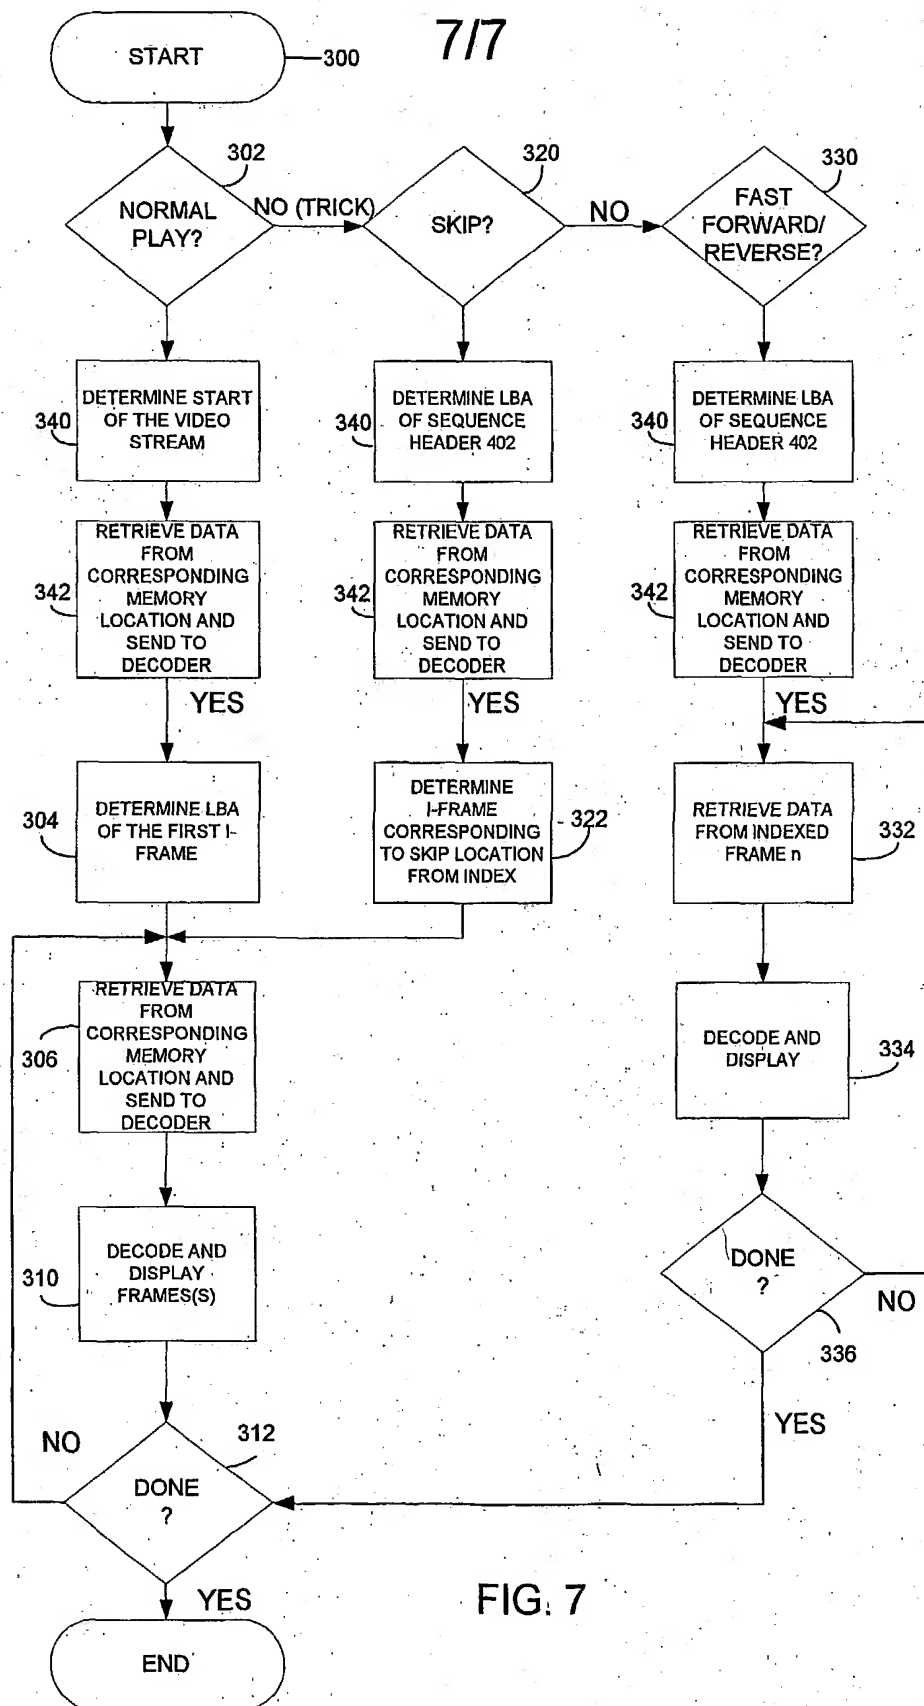 7/7
START
300
302
320
330
NORMAL
PLAY?
NO (TRICK)
SKIP?
NO
FAST
FORWARD/
REVERSE?
DETERMINE START
OF THE VIDEO
STREAM
340
DETERMINE LBA
OF SEQUENCE
HEADER 402
340
DETERMINE LBA
OF SEQUENCE
HEADER 402
340
RETRIEVE DATA
FROM
CORRESPONDING
MEMORY
LOCATION AND
SEND TO
DECODER
342
RETRIEVE DATA
FROM
CORRESPONDING
MEMORY
LOCATION AND
SEND TO
DECODER
342
RETRIEVE DATA
FROM
CORRESPONDING
MEMORY
LOCATION AND
SEND TO
DECODER
342
YES
YES
YES
304
DETERMINE LBA
OF THE FIRST I-
FRAME
DETERMINE
I-FRAME
CORRESPONDING
TO SKIP LOCATION
FROM INDEX
322
RETRIEVE DATA
FROM INDEXED
FRAME n
332
RETRIEVE DATA
FROM
CORRESPONDING
MEMORY
LOCATION AND
SEND TO
DECODER
306
DECODE AND
DISPLAY
334
DECODE AND
DISPLAY
FRAMES(S)
310
DONE
?
NO
336
YES
NO
312
DONE
?
YES
END
FIG. 7